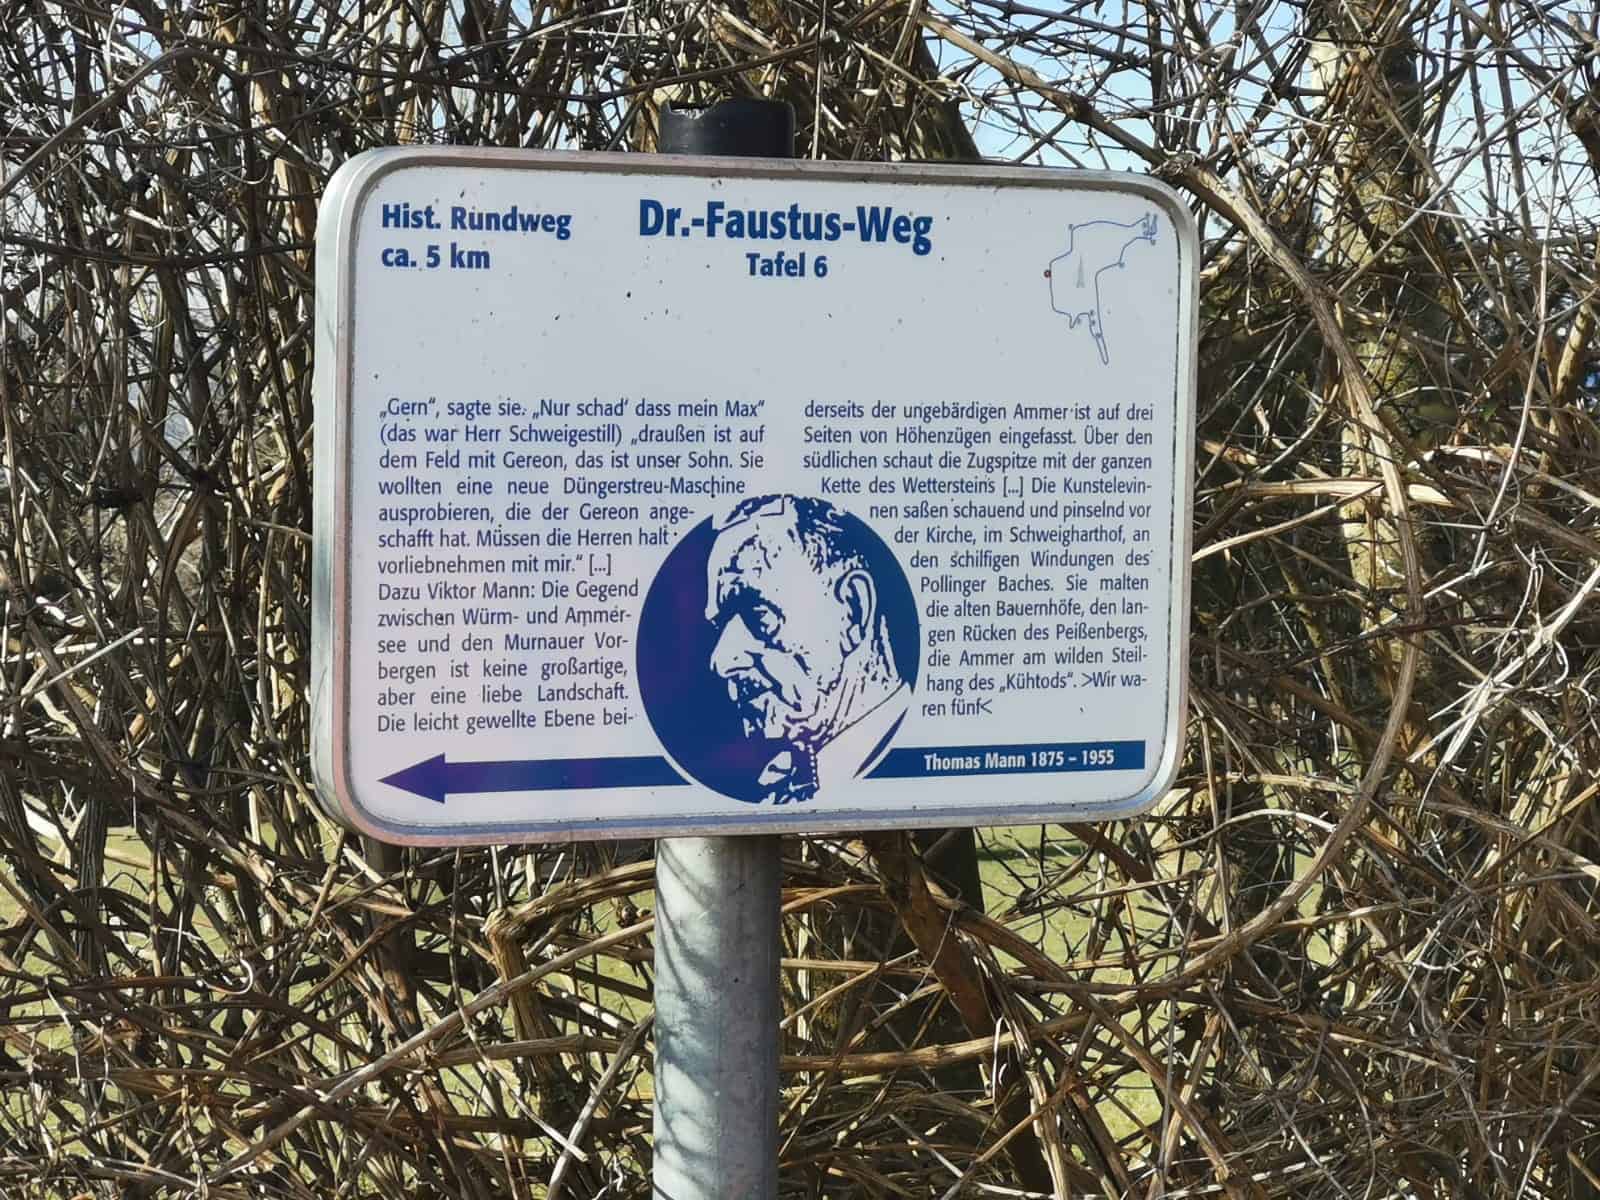 Hist. Rundweg
ca. 5 km
Dr.-Faustus-Weg
Tafel 6
„Gern“, sagte sie. „Nur schad’ dass mein Max“
(das war Herr Schweigestill) „draußen ist auf
dem Feld mit Gereon, das ist unser Sohn. Sie
wollten eine neue Düngerstreu-Maschine
ausprobieren, die der Gereon ange-
schafft hat. Müssen die Herren halt
vorliebnehmen mit mir.“ [...]
Dazu Viktor Mann: Die Gegend
zwischen Würm- und Ammer-
see und den Murnauer Vor-
bergen ist keine großartige,
aber eine liebe Landschaft.
Die leicht gewellte Ebene bei-
derseits der ungebärdigen Ammer ist auf drei
Seiten von Höhenzügen eingefasst. Über den
südlichen schaut die Zugspitze mit der ganzen
Kette des Wettersteins [...] Die Kunstelevin-
nen saßen schauend und pinselnd vor
der Kirche, im Schweigharthof, an
den schilfigen Windungen des
Pollinger Baches. Sie malten
die alten Bauernhöfe, den lan-
gen Rücken des Peißenbergs,
die Ammer am wilden Steil-
hang des „Kühtods“. >Wir wa-
ren fünf<
Thomas Mann 1875 – 1955